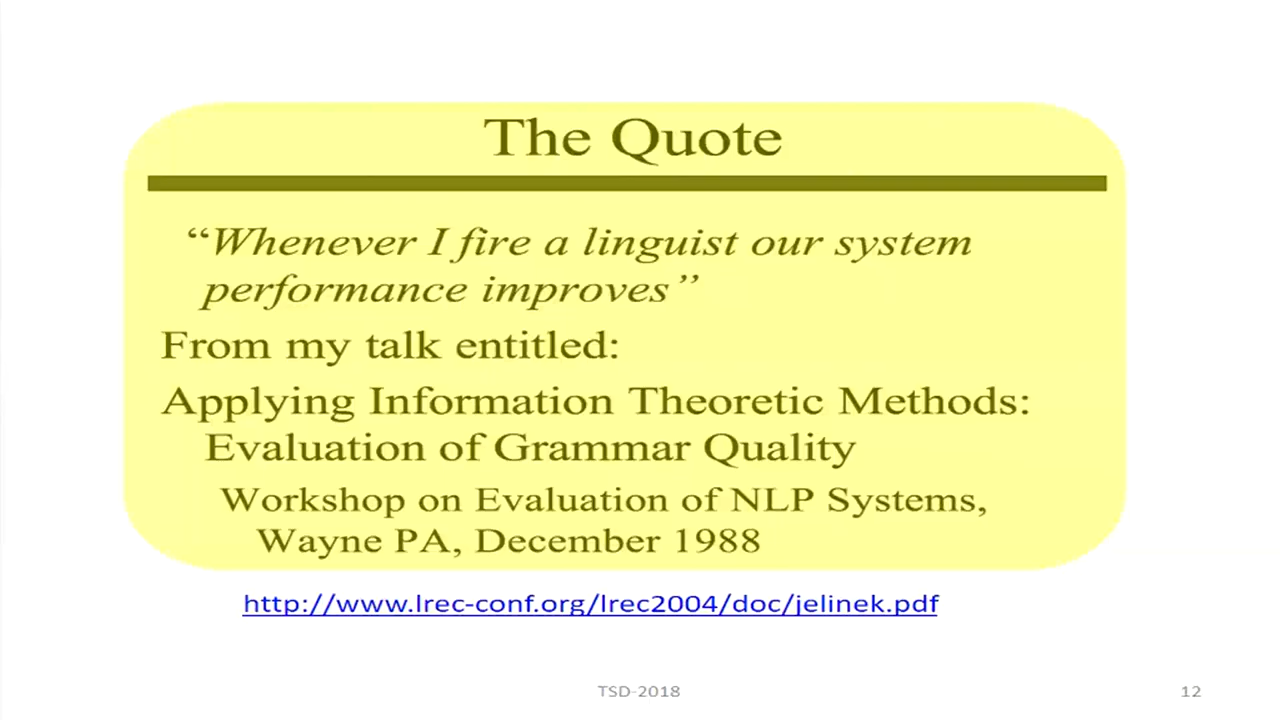 The Quote
“Whenever I fire a linguist our system
performance improves”
From my talk entitled:
Applying Information Theoretic Methods:
Evaluation of Grammar Quality
Workshop on Evaluation of NLP Systems,
Wayne PA, December 1988
http://www.lrec-conf.org/lrec2004/doc/jelinek.pdf
TSD-2018
12